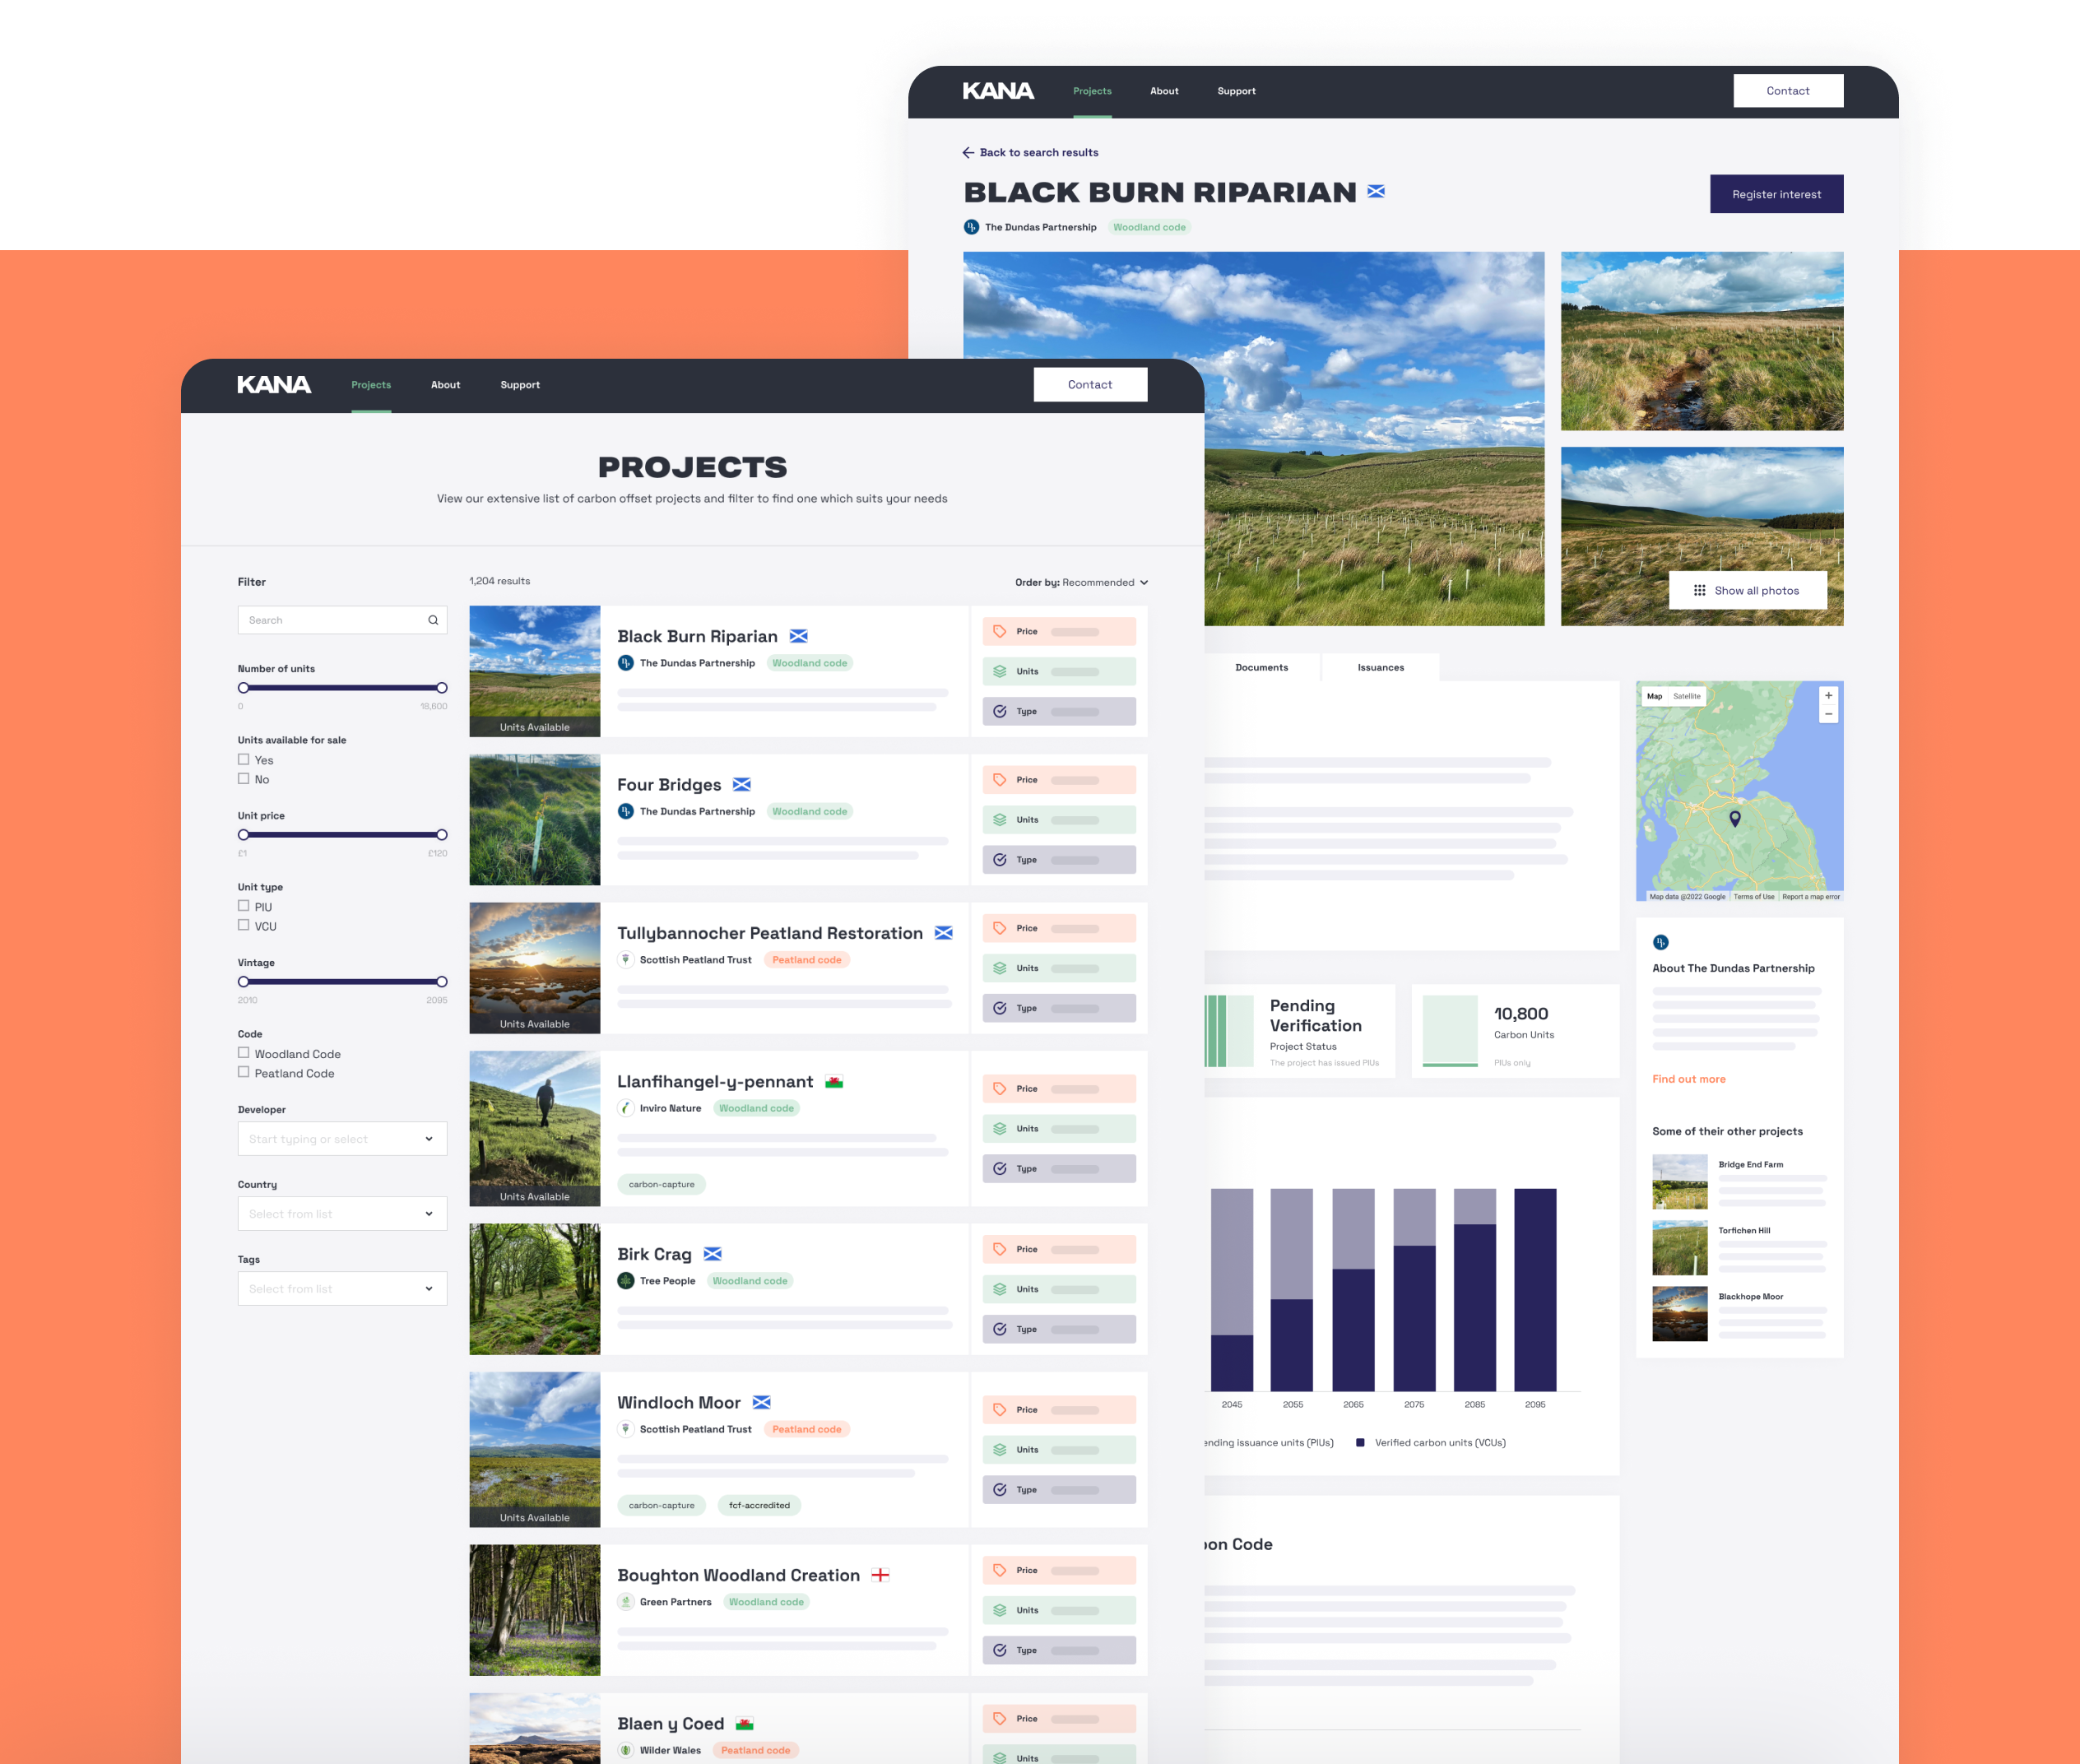 KANA
Projects
About
Support
Contact
Back to search results
BLACK BURN RIPARIAN
Register interest
The Dundas Partnership
Woodland code
Show all photos
Documents
Issuances
Map
Satellite
Map data @2022 Google
Terms of Use
Report a map error
Pending
Verification
Project Status
The project has issued PIUs
10,800
Carbon Units
PIUs only
About The Dundas Partnership
Find out more
Some of their other projects
Bridge End Farm
Torfichen Hill
Blackhope Moor
2045
2055
2065
2075
2085
2095
ending issuance units (PIUs)
Verified carbon units (VCUs)
on Code
KANA
Projects
About
Support
Contact
PROJECTS
View our extensive list of carbon offset projects and filter to find one which suits your needs
Filter
Search
Number of units
0
18,600
Units available for sale
Yes
No
Unit price
£1
£120
Unit type
PIU
VCU
Vintage
2010
2095
Code
Woodland Code
Peatland Code
Developer
Start typing or select
Country
Select from list
Tags
Select from list
1,204 results
Order by: Recommended
Black Burn Riparian
The Dundas Partnership
Woodland code
Units Available
Price
Units
Type
Four Bridges
The Dundas Partnership
Woodland code
Price
Units
Type
Tullybannocher Peatland Restoration
Scottish Peatland Trust
Peatland code
Units Available
Price
Units
Type
Llanfihangel-y-pennant
Inviro Nature
Woodland code
carbon-capture
Units Available
Price
Units
Type
Birk Crag
Tree People
Woodland code
Price
Units
Type
Windloch Moor
Scottish Peatland Trust
Peatland code
carbon-capture
fcf-accredited
Units Available
Price
Units
Type
Boughton Woodland Creation
Green Partners
Woodland code
Price
Units
Type
Blaen y Coed
Wilder Wales
Peatland code
Price
Units